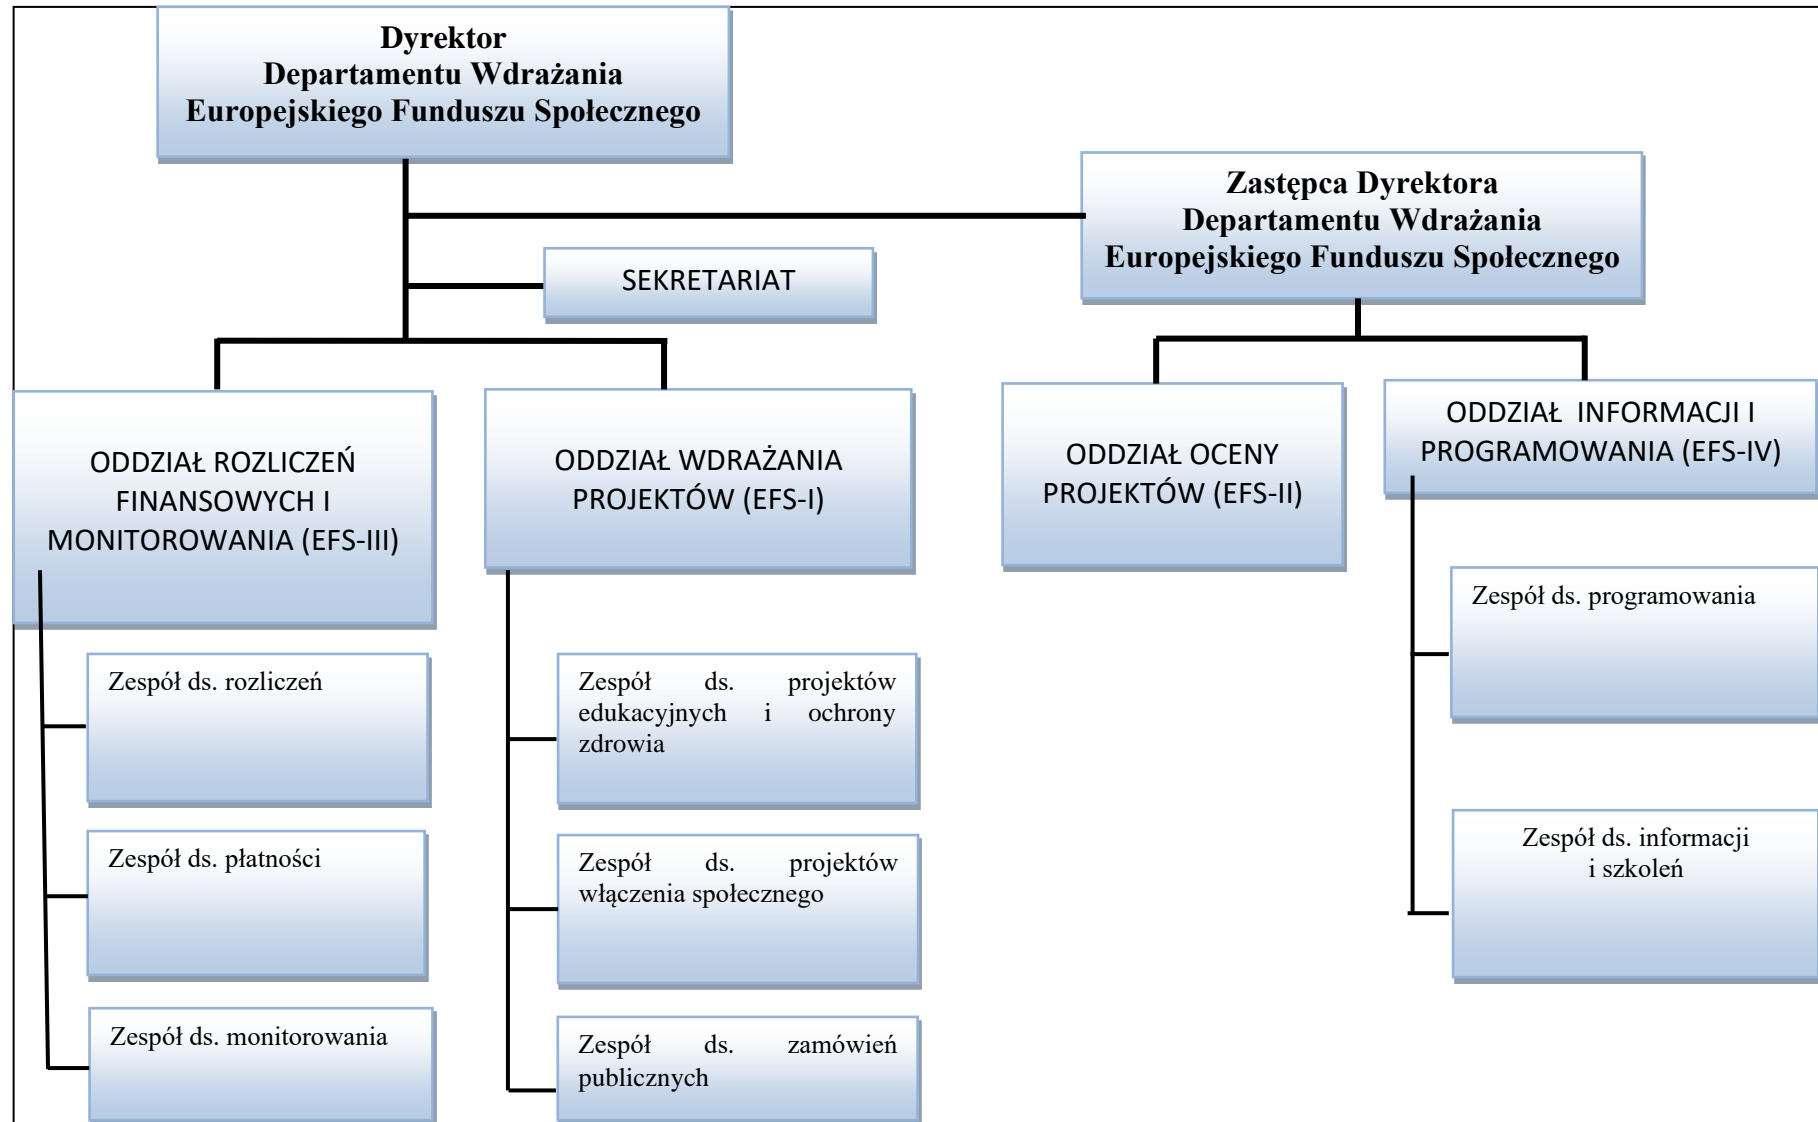 Dyrektor
Departamentu Wdrażania
Europejskiego Funduszu Społecznego
Zastępca Dyrektora
Departamentu Wdrażania
Europejskiego Funduszu Społecznego
SEKRETARIAT
ODDZIAŁ ROZLICZEŃ
FINANSOWYCH I
MONITOROWANIA (EFS-III)
ODDZIAŁ WDRAŻANIA
PROJEKTÓW (EFS-I)
ODDZIAŁ OCENY
PROJEKTÓW (EFS-II)
ODDZIAŁ INFORMACJI I
PROGRAMOWANIA (EFS-IV)
Zespół ds. rozliczeń
Zespół ds. płatności
Zespół ds. monitorowania
Zespół ds. projektów
edukacyjnych i ochrony
zdrowia
Zespół ds. projektów
włączenia społecznego
Zespół ds. zamówień
publicznych
Zespół ds. programowania
Zespół ds. informacji
i szkoleń